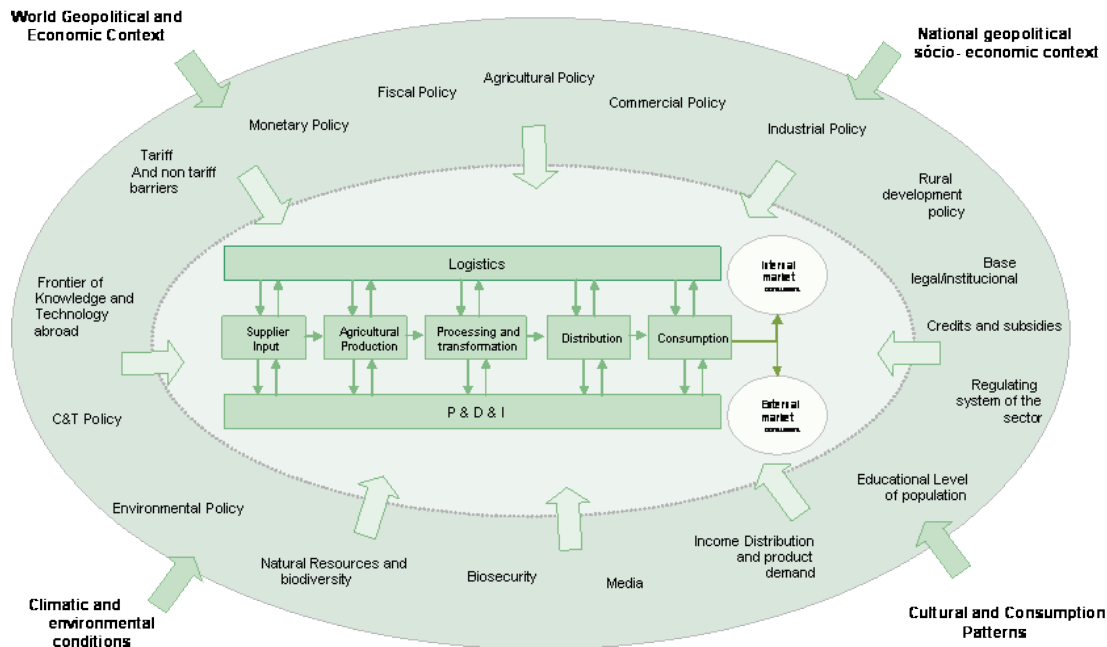 World Geopolitical and
Economic Context
National geopolitical
sócio- economic context
Agricultural Policy
Fiscal Policy
Commercial Policy
Monetary Policy
Industrial Policy
Tariff
And non tariff
barriers
Rural
development
policy
Base
legal/institucional
Frontier of
Knowledge and
Technology
abroad
Credits and subsidies
C&T Policy
Regulating
system of the
sector
Logistics
Internal
market
consumers
Supplier
Input
Agricultural
Production
Processing and
transformation
Distribution
Consumption
P & D & I
External
market
consumers
Environmental Policy
Educational Level
of population
Natural Resources and
biodiversity
Biosecurity
Media
Income Distribution
and product
demand
Climatic and
environmental
conditions
Cultural and Consumption
Patterns